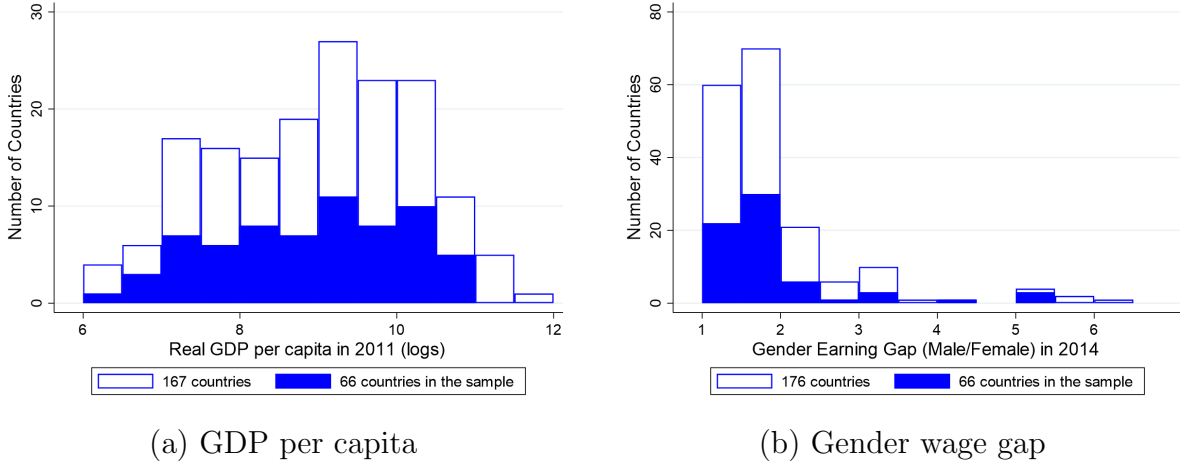 Number of Countries
30
20
10
0
6
8
10
12
Real GDP per capita in 2011 (logs)
167 countries
66 countries in the sample
(a) GDP per capita
Number of Countries
80
60
40
20
0
1
2
3
4
5
6
Gender Earning Gap (Male/Female) in 2014
176 countries
66 countries in the sample
(b) Gender wage gap